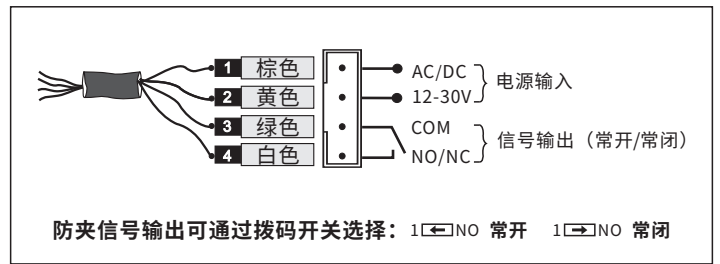 1 棕色 AC/DC
2 黄色 12-30V 电源输入
3 绿色 COM
4 白色 NO/NC 信号输出（常开/常闭）
防夹信号输出可通过拨码开关选择：1←NO 常开 1→NO 常闭